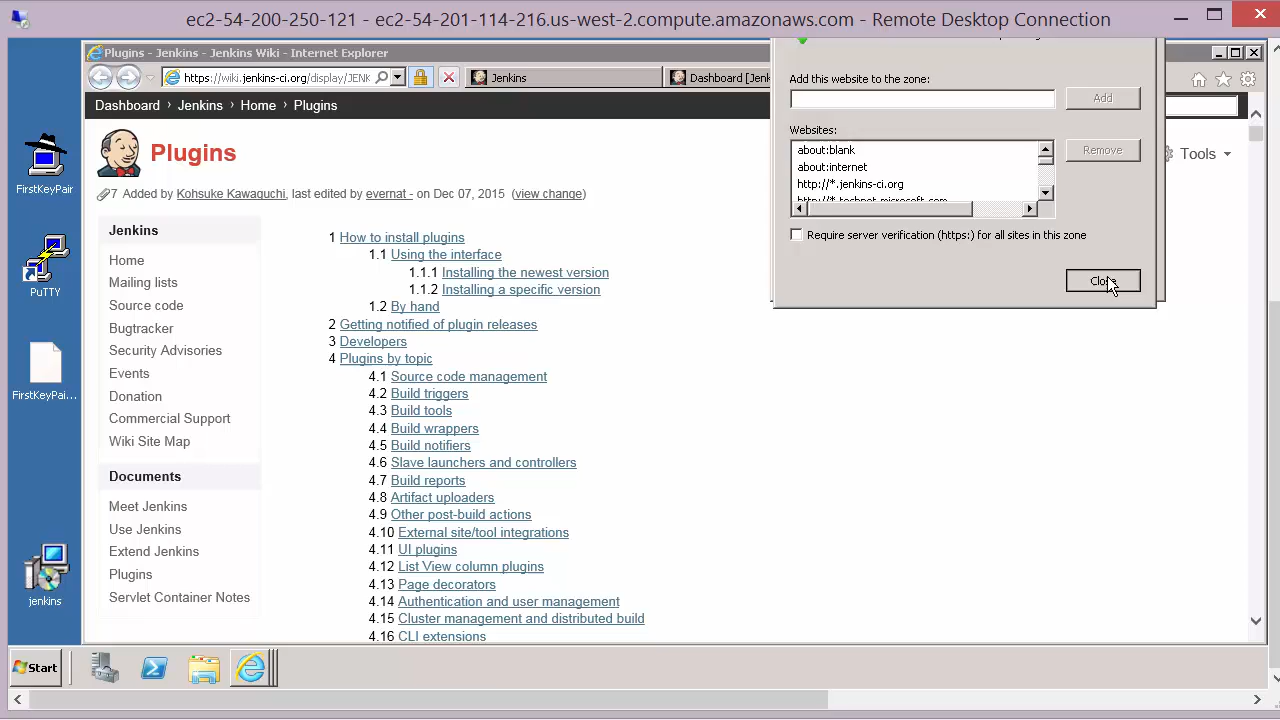 ec2-54-200-250-121 - ec2-54-201-114-216.us-west-2.compute.amazonaws.com - Remote Desktop Connection
Plugins - Jenkins - Jenkins Wiki - Internet Explorer
https://wiki.jenkins-ci.org/display/JENK
Jenkins
Dashboard [Jenk
Dashboard > Jenkins > Home > Plugins
Plugins
7 Added by Kohsuke Kawaguchi, last edited by evernat - on Dec 07, 2015 (view change)
Tools
Jenkins
Home
Mailing lists
Source code
Bugtracker
Security Advisories
Events
Donation
Commercial Support
Wiki Site Map
Documents
Meet Jenkins
Use Jenkins
Extend Jenkins
Plugins
Servlet Container Notes
1 How to install plugins
1.1 Using the interface
1.1.1 Installing the newest version
1.1.2 Installing a specific version
1.2 By hand
2 Getting notified of plugin releases
3 Developers
4 Plugins by topic
4.1 Source code management
4.2 Build triggers
4.3 Build tools
4.4 Build wrappers
4.5 Build notifiers
4.6 Slave launchers and controllers
4.7 Build reports
4.8 Artifact uploaders
4.9 Other post-build actions
4.10 External site/tool integrations
4.11 UI plugins
4.12 List View column plugins
4.13 Page decorators
4.14 Authentication and user management
4.15 Cluster management and distributed build
4.16 CLI extensions
Add this website to the zone:
Add
Websites:
about:blank
about:internet
http://*.jenkins-ci.org
http://*.technet.microsoft.com
Remove
Require server verification (https:) for all sites in this zone
Close
FirstKeyPair
PuTTY
FirstKeyPai...
jenkins
Start